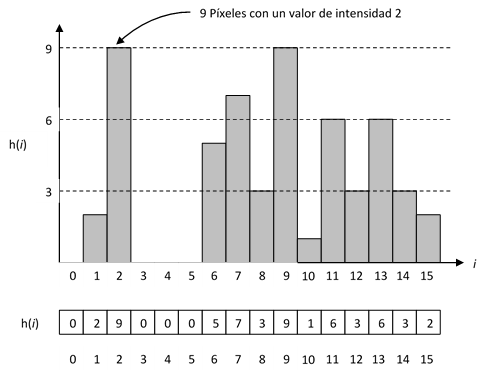 9 Píxeles con un valor de intensidad 2
9
6
h(i)
3
0 1 2 3 4 5 6 7 8 9 10 11 12 13 14 15 i
h(i) 0 2 9 0 0 0 5 7 3 9 1 6 3 6 3 2
0 1 2 3 4 5 6 7 8 9 10 11 12 13 14 15